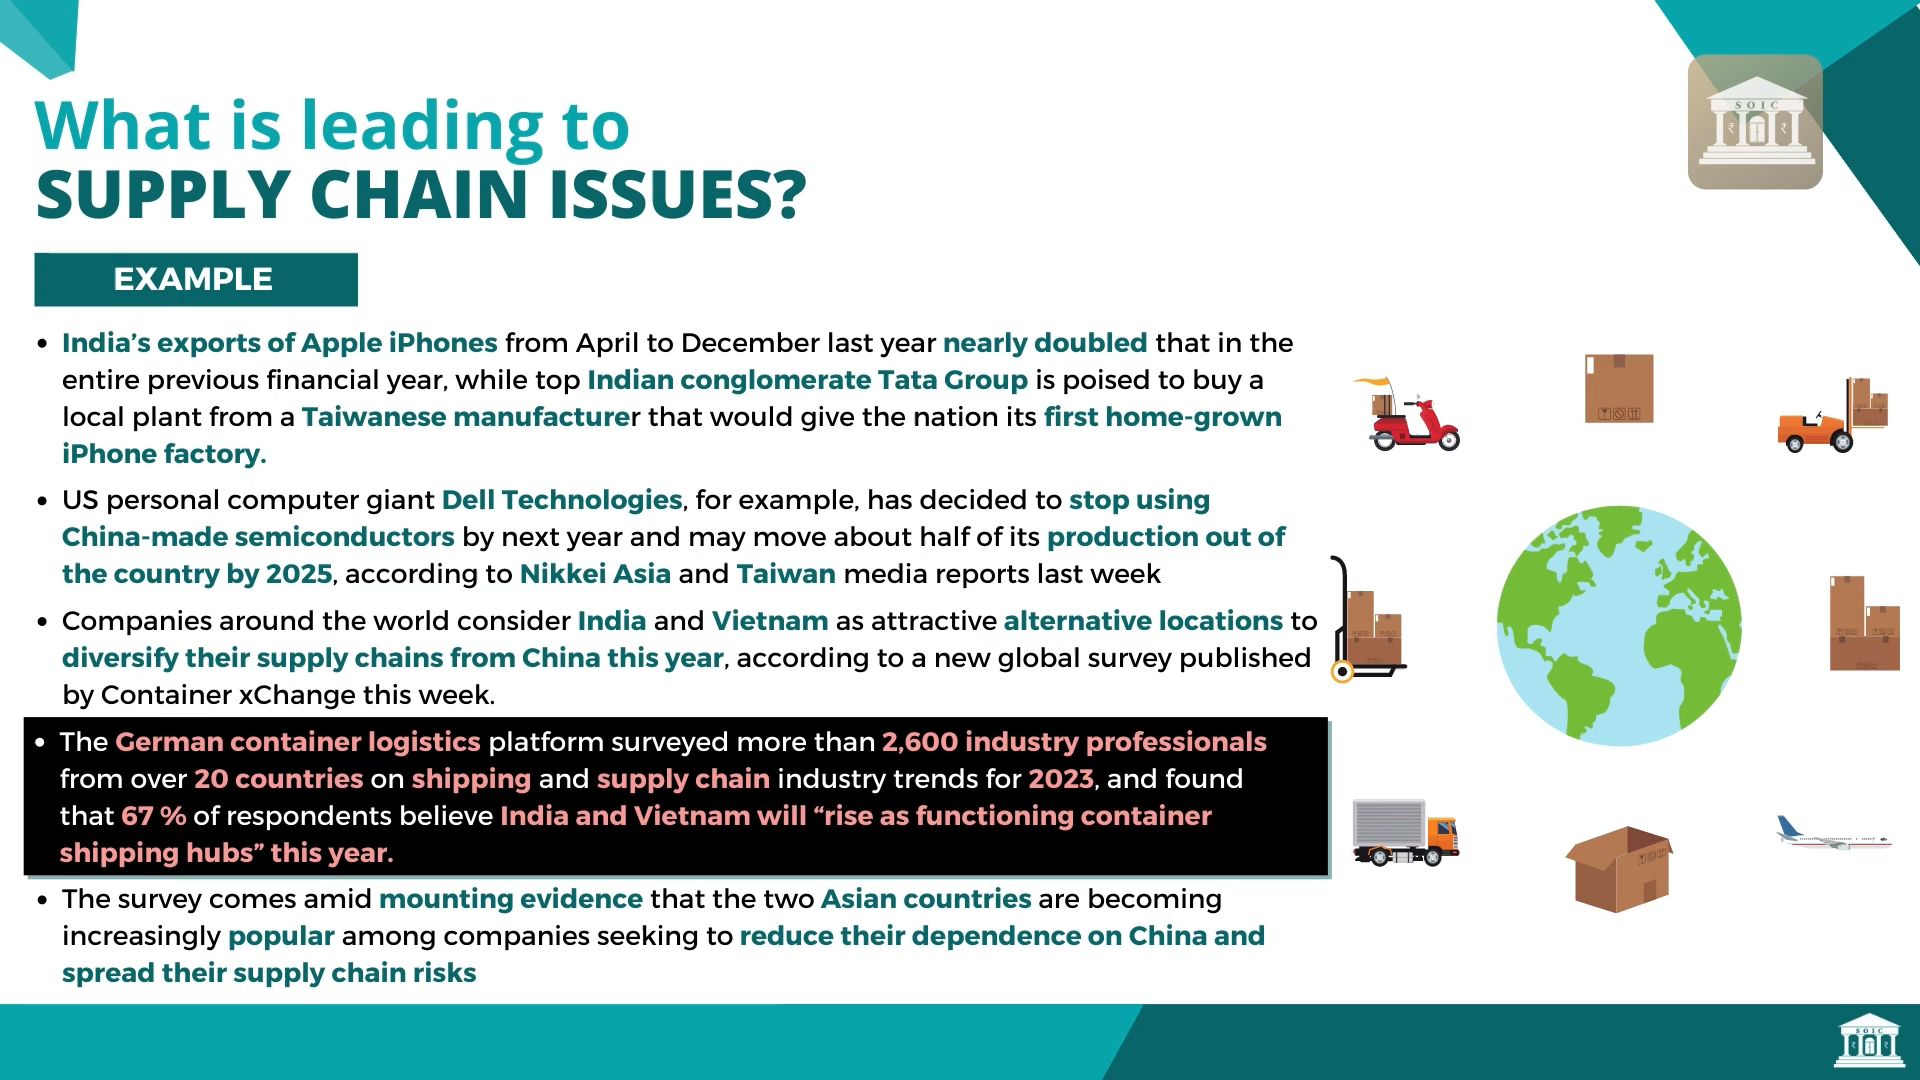 SOIC
What is leading to
SUPPLY CHAIN ISSUES?
EXAMPLE
• India’s exports of Apple iPhones from April to December last year nearly doubled that in the
entire previous financial year, while top Indian conglomerate Tata Group is poised to buy a
local plant from a Taiwanese manufacturer that would give the nation its first home-grown
iPhone factory.
• US personal computer giant Dell Technologies, for example, has decided to stop using
China-made semiconductors by next year and may move about half of its production out of
the country by 2025, according to Nikkei Asia and Taiwan media reports last week
• Companies around the world consider India and Vietnam as attractive alternative locations to
diversify their supply chains from China this year, according to a new global survey published
by Container xChange this week.
• The German container logistics platform surveyed more than 2,600 industry professionals
from over 20 countries on shipping and supply chain industry trends for 2023, and found
that 67 % of respondents believe India and Vietnam will “rise as functioning container
shipping hubs” this year.
• The survey comes amid mounting evidence that the two Asian countries are becoming
increasingly popular among companies seeking to reduce their dependence on China and
spread their supply chain risks
SOIC